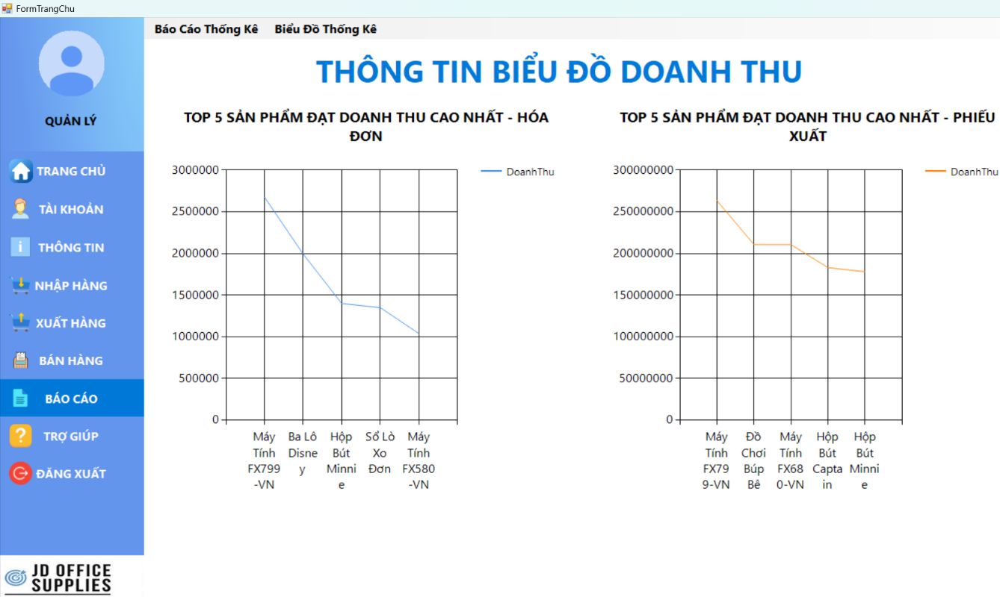 FormTrangChu
Báo Cáo Thống Kê
Biểu Đồ Thống Kê
QUẢN LÝ
TRANG CHỦ
TÀI KHOẢN
THÔNG TIN
NHẬP HÀNG
XUẤT HÀNG
BÁN HÀNG
BÁO CÁO
TRỢ GIÚP
ĐĂNG XUẤT
JD OFFICE
SUPPLIES
THÔNG TIN BIỂU ĐỒ DOANH THU
TOP 5 SẢN PHẨM ĐẠT DOANH THU CAO NHẤT - HÓA
ĐƠN
3000000
2500000
2000000
1500000
1000000
500000
0
DoanhThu
Máy
Tính
FX799
-VN
Ba Lô
Disne
y
Hộp
Bút
Minni
e
Sổ Lò
Xo
Đơn
Máy
Tính
FX580
-VN
TOP 5 SẢN PHẨM ĐẠT DOANH THU CAO NHẤT - PHIẾU
XUẤT
300000000
250000000
200000000
150000000
100000000
50000000
0
DoanhThu
Máy
Tính
FX79
9-VN
Đồ
Chơi
Búp
Bê
Máy
Tính
FX68
0-VN
Hộp
Bút
Capta
in
Hộp
Bút
Minni
e